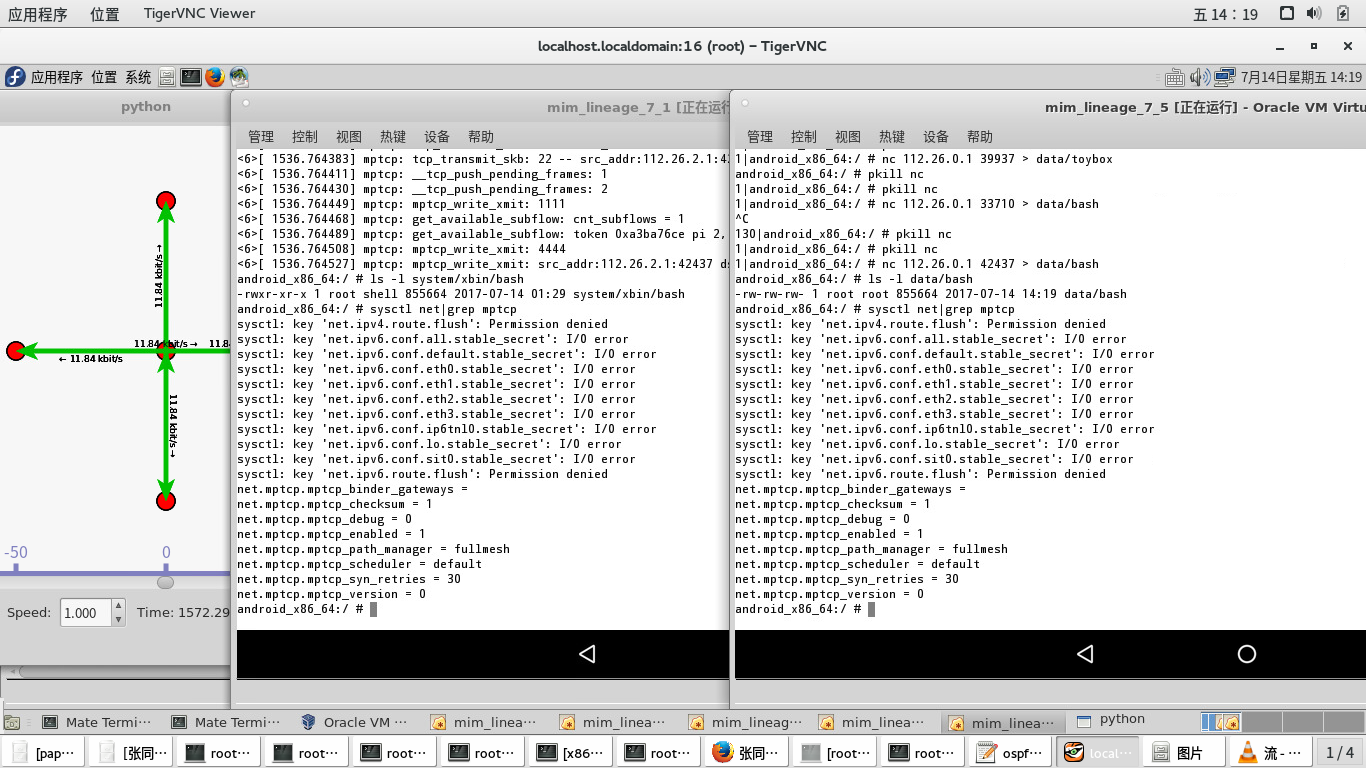 应用程序 位置 TigerVNC Viewer 五 14：19
localhost.localdomain:16 (root) – TigerVNC
应用程序 位置 系统 7月14日星期五 14:19
python
-50 0
11.84 kbit/s →
11.84 kbit/s → 11.8
← 11.84 kbit/s
11.84 kbit/s →
Speed: 1.000 Time: 1572.29
mim_lineage_7_1 [正在运行
管理 控制 视图 热键 设备 帮助
<6>[ 1536.764383] mptcp: tcp_transmit_skb: 22 -- src_addr:112.26.2.1:42
<6>[ 1536.764411] mptcp: __tcp_push_pending_frames: 1
<6>[ 1536.764430] mptcp: __tcp_push_pending_frames: 2
<6>[ 1536.764449] mptcp: mptcp_write_xmit: 1111
<6>[ 1536.764468] mptcp: get_available_subflow: cnt_subflows = 1
<6>[ 1536.764489] mptcp: get_available_subflow: token 0xa3ba76ce pi 2,
<6>[ 1536.764508] mptcp: mptcp_write_xmit: 4444
<6>[ 1536.764527] mptcp: mptcp_write_xmit: src_addr:112.26.2.1:42437 ds
android_x86_64:/ # ls -l system/xbin/bash
-rwxr-xr-x 1 root shell 855664 2017-07-14 01:29 system/xbin/bash
android_x86_64:/ # sysctl net|grep mptcp
sysctl: key 'net.ipv4.route.flush': Permission denied
sysctl: key 'net.ipv6.conf.all.stable_secret': I/O error
sysctl: key 'net.ipv6.conf.default.stable_secret': I/O error
sysctl: key 'net.ipv6.conf.eth0.stable_secret': I/O error
sysctl: key 'net.ipv6.conf.eth1.stable_secret': I/O error
sysctl: key 'net.ipv6.conf.eth2.stable_secret': I/O error
sysctl: key 'net.ipv6.conf.eth3.stable_secret': I/O error
sysctl: key 'net.ipv6.conf.ip6tnl0.stable_secret': I/O error
sysctl: key 'net.ipv6.conf.lo.stable_secret': I/O error
sysctl: key 'net.ipv6.conf.sit0.stable_secret': I/O error
sysctl: key 'net.ipv6.route.flush': Permission denied
net.mptcp.mptcp_binder_gateways =
net.mptcp.mptcp_checksum = 1
net.mptcp.mptcp_debug = 0
net.mptcp.mptcp_enabled = 1
net.mptcp.mptcp_path_manager = fullmesh
net.mptcp.mptcp_scheduler = default
net.mptcp.mptcp_syn_retries = 30
net.mptcp.mptcp_version = 0
android_x86_64:/ #
mim_lineage_7_5 [正在运行] - Oracle VM Virtu
管理 控制 视图 热键 设备 帮助
1|android_x86_64:/ # nc 112.26.0.1 39937 > data/toybox
android_x86_64:/ # pkill nc
1|android_x86_64:/ # pkill nc
1|android_x86_64:/ # nc 112.26.0.1 33710 > data/bash
^C
130|android_x86_64:/ # pkill nc
1|android_x86_64:/ # pkill nc
1|android_x86_64:/ # nc 112.26.0.1 42437 > data/bash
android_x86_64:/ # ls -l data/bash
-rw-rw-rw- 1 root root 855664 2017-07-14 14:19 data/bash
android_x86_64:/ # sysctl net|grep mptcp
sysctl: key 'net.ipv4.route.flush': Permission denied
sysctl: key 'net.ipv6.conf.all.stable_secret': I/O error
sysctl: key 'net.ipv6.conf.default.stable_secret': I/O error
sysctl: key 'net.ipv6.conf.eth0.stable_secret': I/O error
sysctl: key 'net.ipv6.conf.eth1.stable_secret': I/O error
sysctl: key 'net.ipv6.conf.eth2.stable_secret': I/O error
sysctl: key 'net.ipv6.conf.eth3.stable_secret': I/O error
sysctl: key 'net.ipv6.conf.ip6tnl0.stable_secret': I/O error
sysctl: key 'net.ipv6.conf.lo.stable_secret': I/O error
sysctl: key 'net.ipv6.conf.sit0.stable_secret': I/O error
sysctl: key 'net.ipv6.route.flush': Permission denied
net.mptcp.mptcp_binder_gateways =
net.mptcp.mptcp_checksum = 1
net.mptcp.mptcp_debug = 0
net.mptcp.mptcp_enabled = 1
net.mptcp.mptcp_path_manager = fullmesh
net.mptcp.mptcp_scheduler = default
net.mptcp.mptcp_syn_retries = 30
net.mptcp.mptcp_version = 0
android_x86_64:/ #
Mate Termi··· Mate Termi··· Oracle VM ··· mim_linea··· mim_linea··· mim_lineag··· mim_linea··· mim_linea··· python
[pap··· [张同··· root··· root··· root··· root··· [x86··· root··· 张同··· [root··· root··· ospf··· local··· 图片 流 - ··· 1 / 4